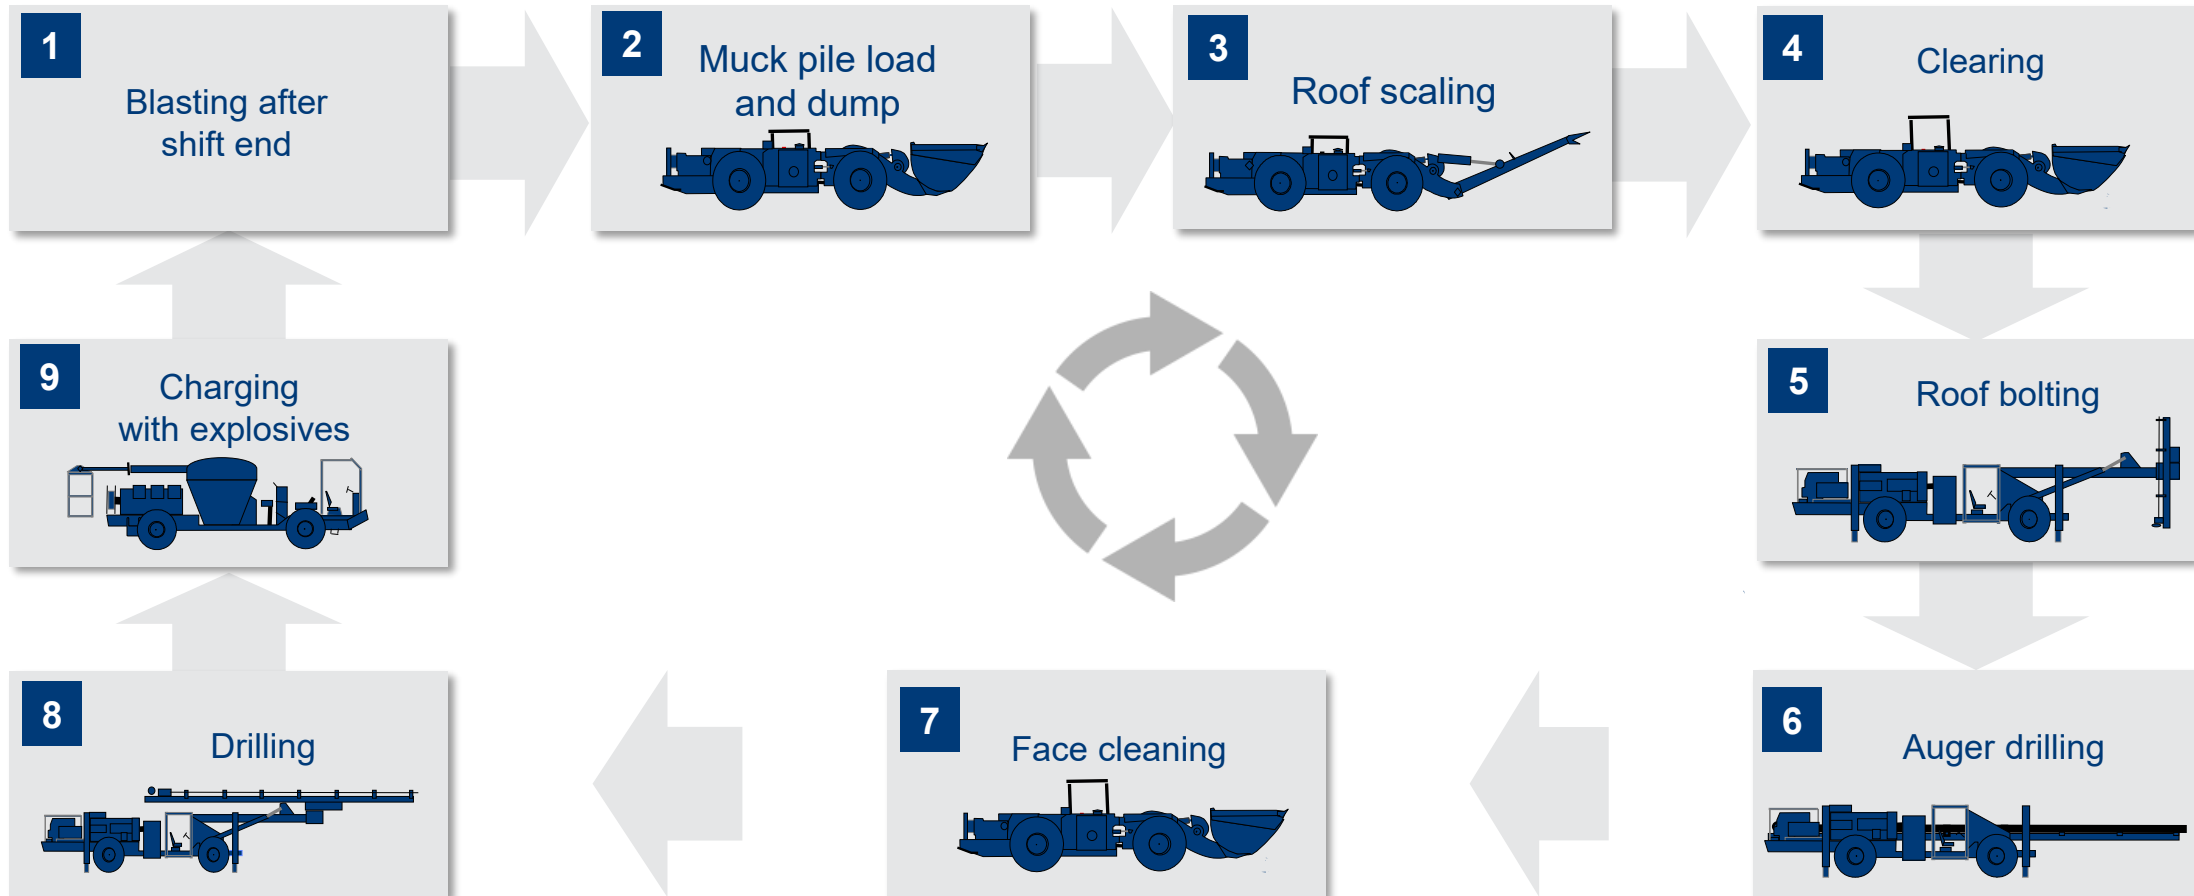 1
Blasting after
shift end
2
Muck pile load
and dump
3
Roof scaling
4
Clearing
5
Roof bolting
6
Auger drilling
7
Face cleaning
8
Drilling
9
Charging
with explosives